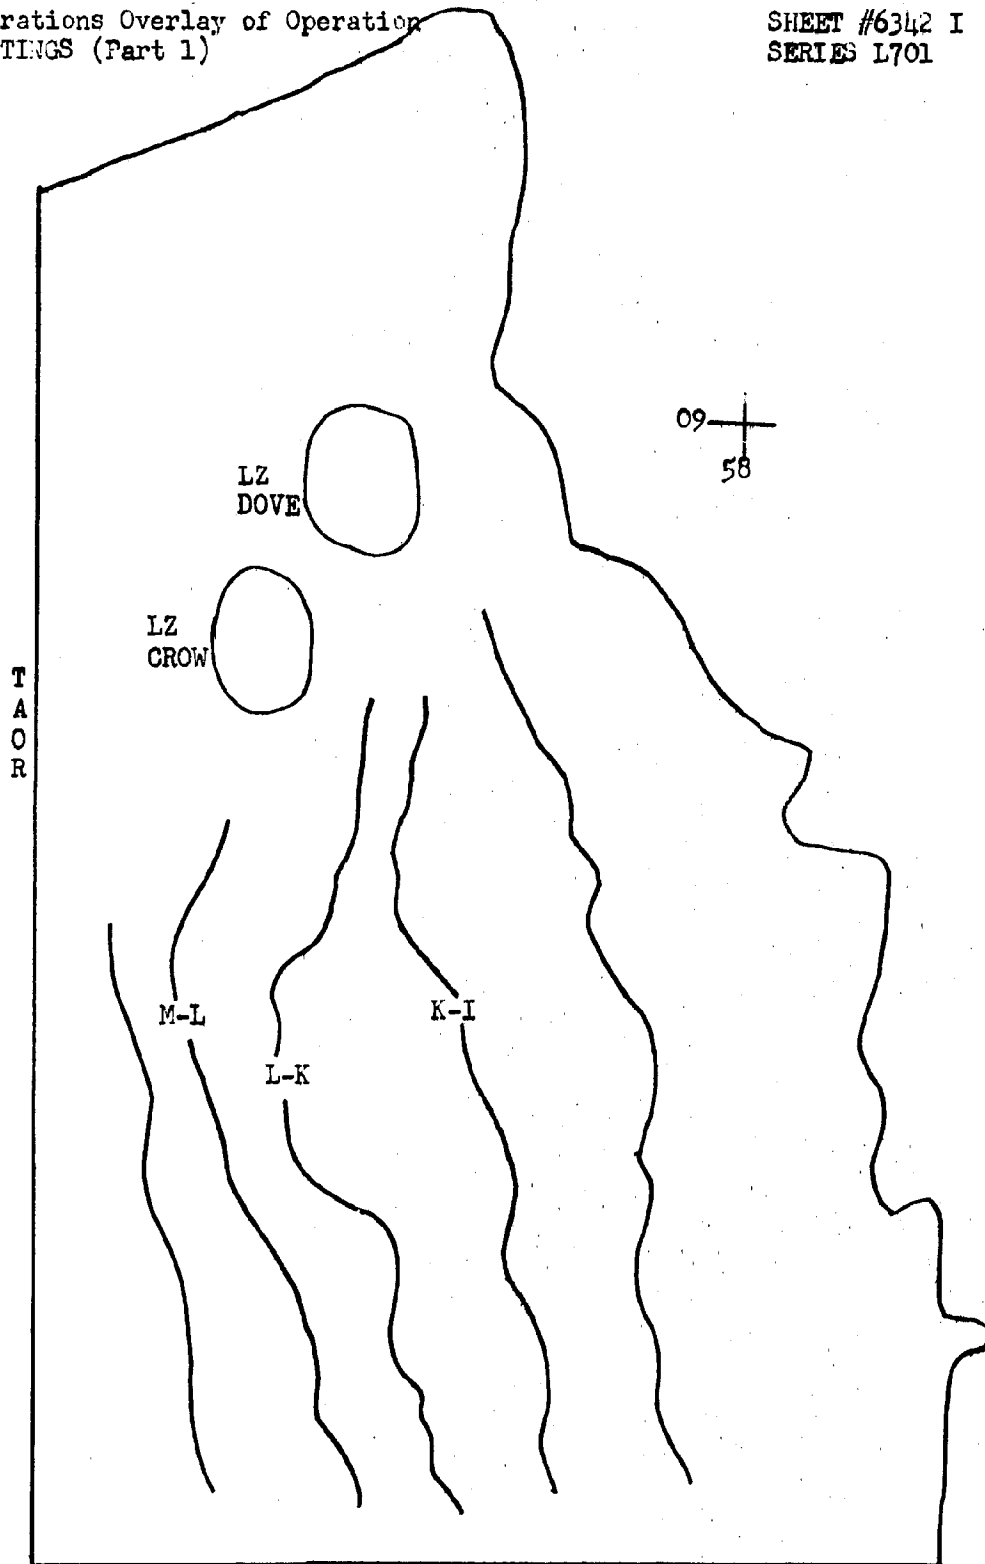 rations Overlay of Operation
TINGS (Part 1)
SHEET #6342 I
SERIES L701
09
58
LZ
DOVE
LZ
CROW
T
A
O
R
M-L
K-I
L-K